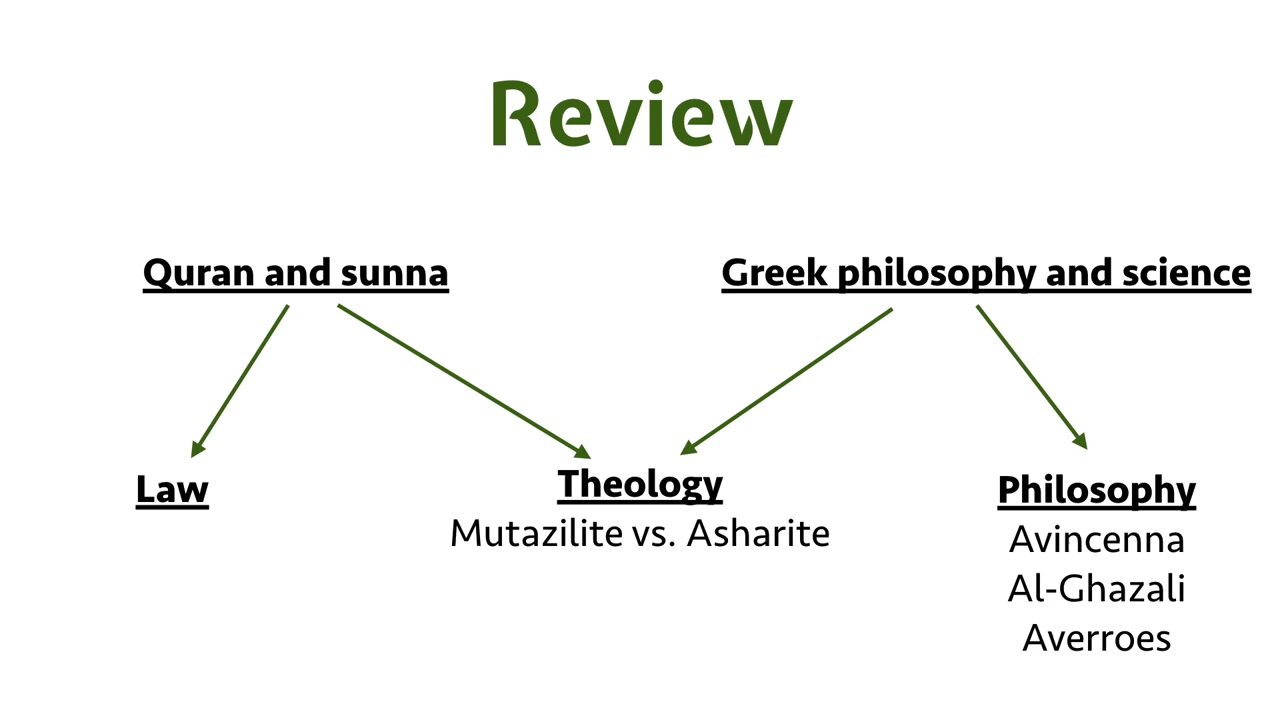 Review
Quran and sunna
Greek philosophy and science
Law
Theology
Mutazilite vs. Asharite
Philosophy
Avincenna
Al-Ghazali
Averroes